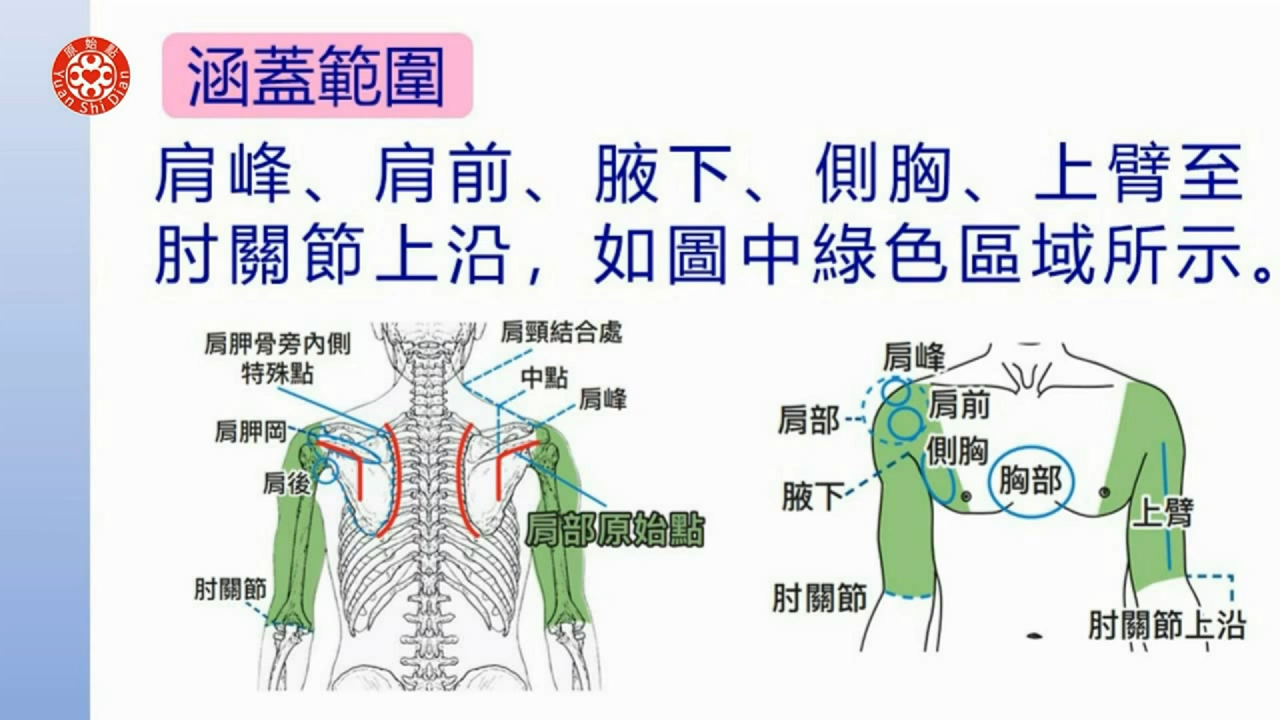 原始點
Yuan Shi Dian
涵蓋範圍
肩峰、肩前、腋下、側胸、上臂至
肘關節上沿，如圖中綠色區域所示。
肩胛骨旁內側
特殊點
肩頸結合處
中點
肩峰
肩胛岡
肩後
肩部原始點
肘關節
肩峰
肩部
肩前
側胸
胸部
腋下
上臂
肘關節
肘關節上沿